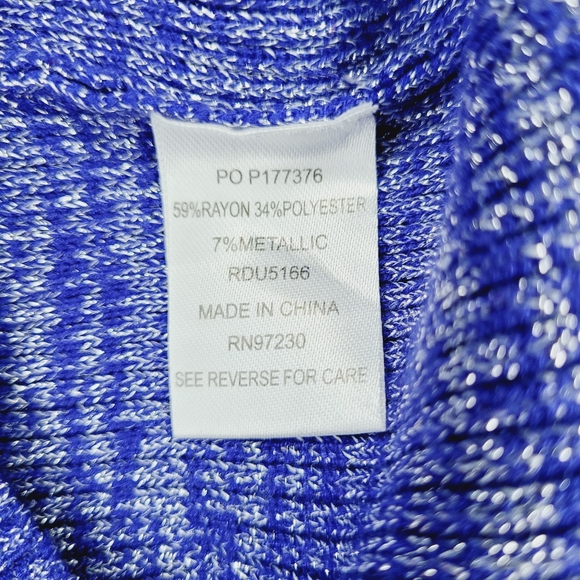 PO P177376
59%RAYON 34%POLYESTER
7%METALLIC
RDU5166
MADE IN CHINA
RN97230
SEE REVERSE FOR CARE